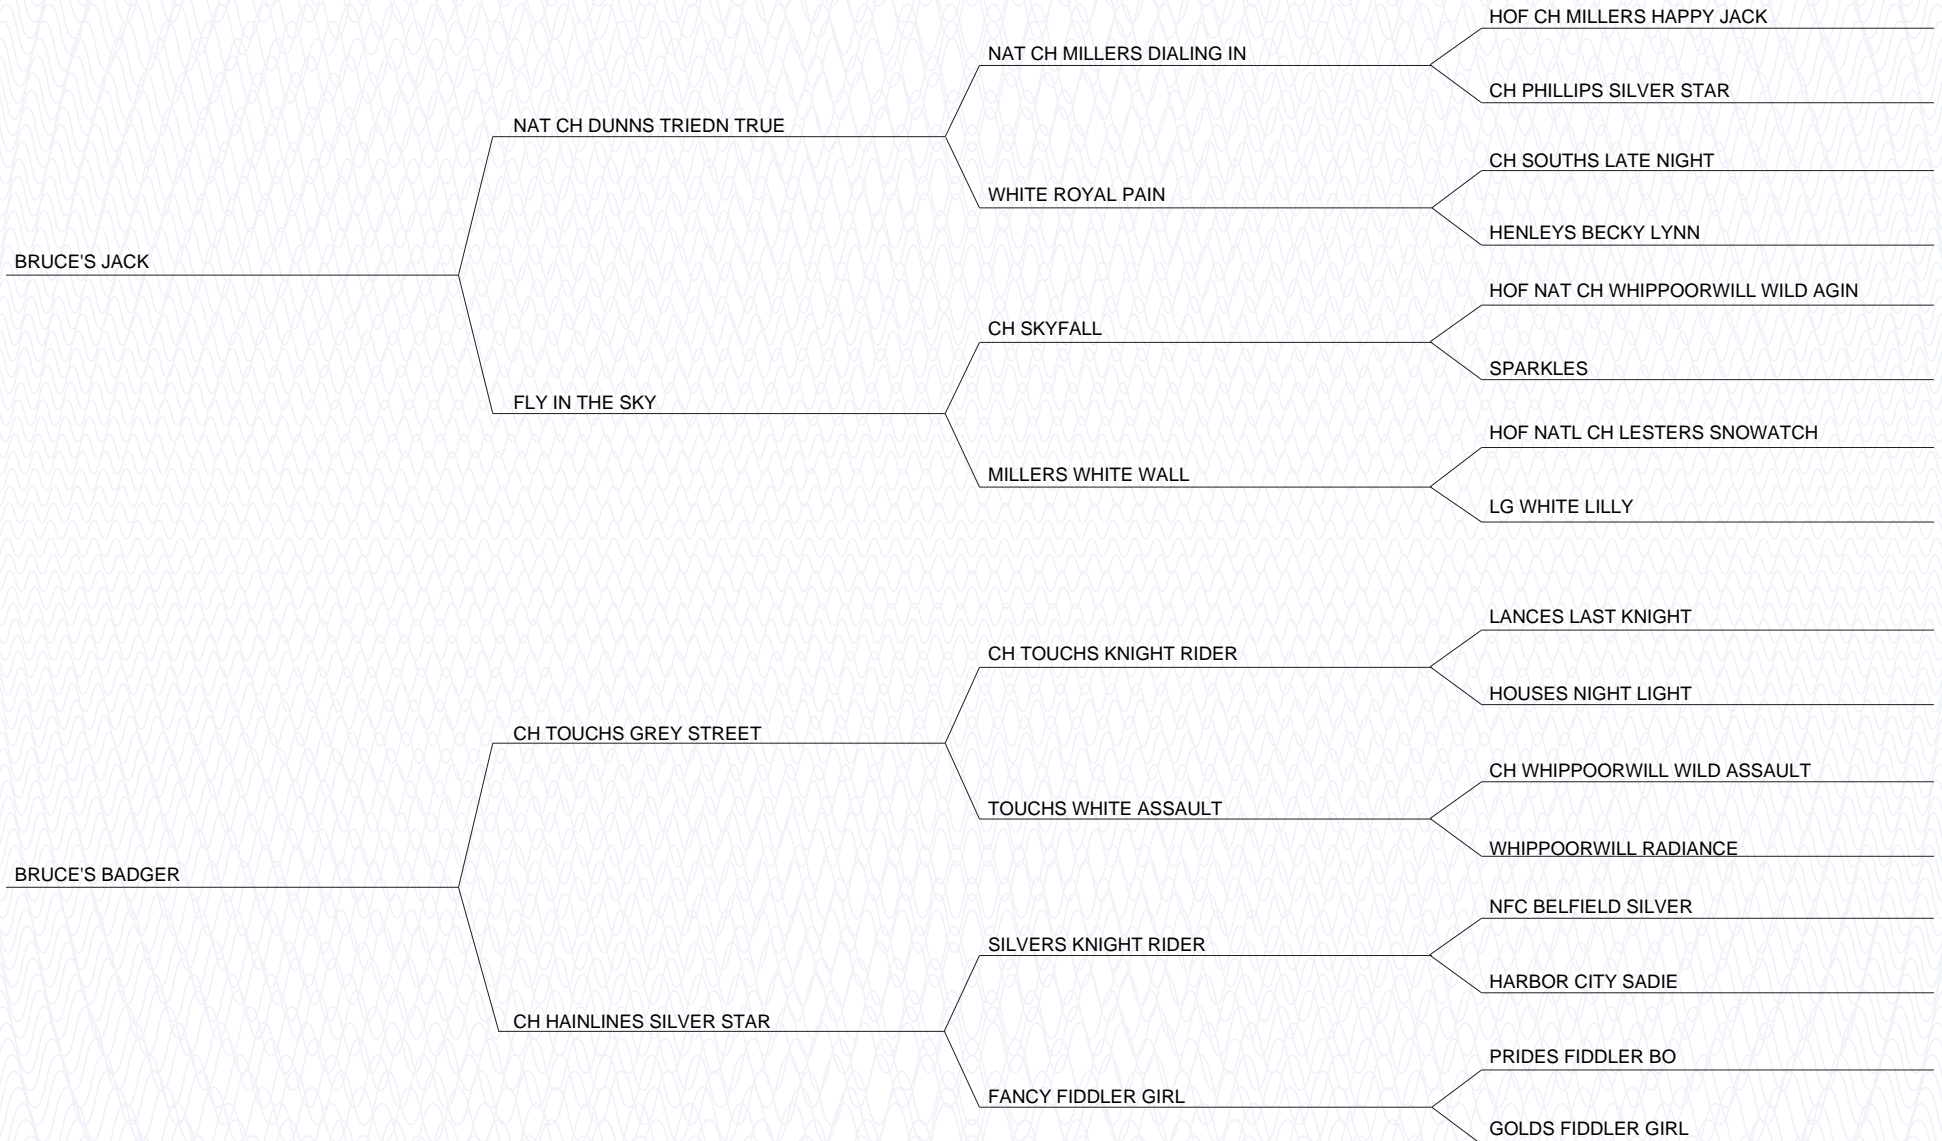 HOF CH MILLERS HAPPY JACK
NAT CH MILLERS DIALING IN
CH PHILLIPS SILVER STAR
NAT CH DUNNS TRIEDN TRUE
CH SOUTHS LATE NIGHT
WHITE ROYAL PAIN
HENLEYS BECKY LYNN
BRUCE'S JACK
HOF NAT CH WHIPPOORWILL WILD AGIN
CH SKYFALL
SPARKLES
FLY IN THE SKY
HOF NATL CH LESTERS SNOWATCH
MILLERS WHITE WALL
LG WHITE LILLY
LANCES LAST KNIGHT
CH TOUCHS KNIGHT RIDER
HOUSES NIGHT LIGHT
CH TOUCHS GREY STREET
CH WHIPPOORWILL WILD ASSAULT
TOUCHS WHITE ASSAULT
WHIPPOORWILL RADIANCE
BRUCE'S BADGER
NFC BELFIELD SILVER
SILVERS KNIGHT RIDER
HARBOR CITY SADIE
CH HAINLINES SILVER STAR
PRIDES FIDDLER BO
FANCY FIDDLER GIRL
GOLDS FIDDLER GIRL